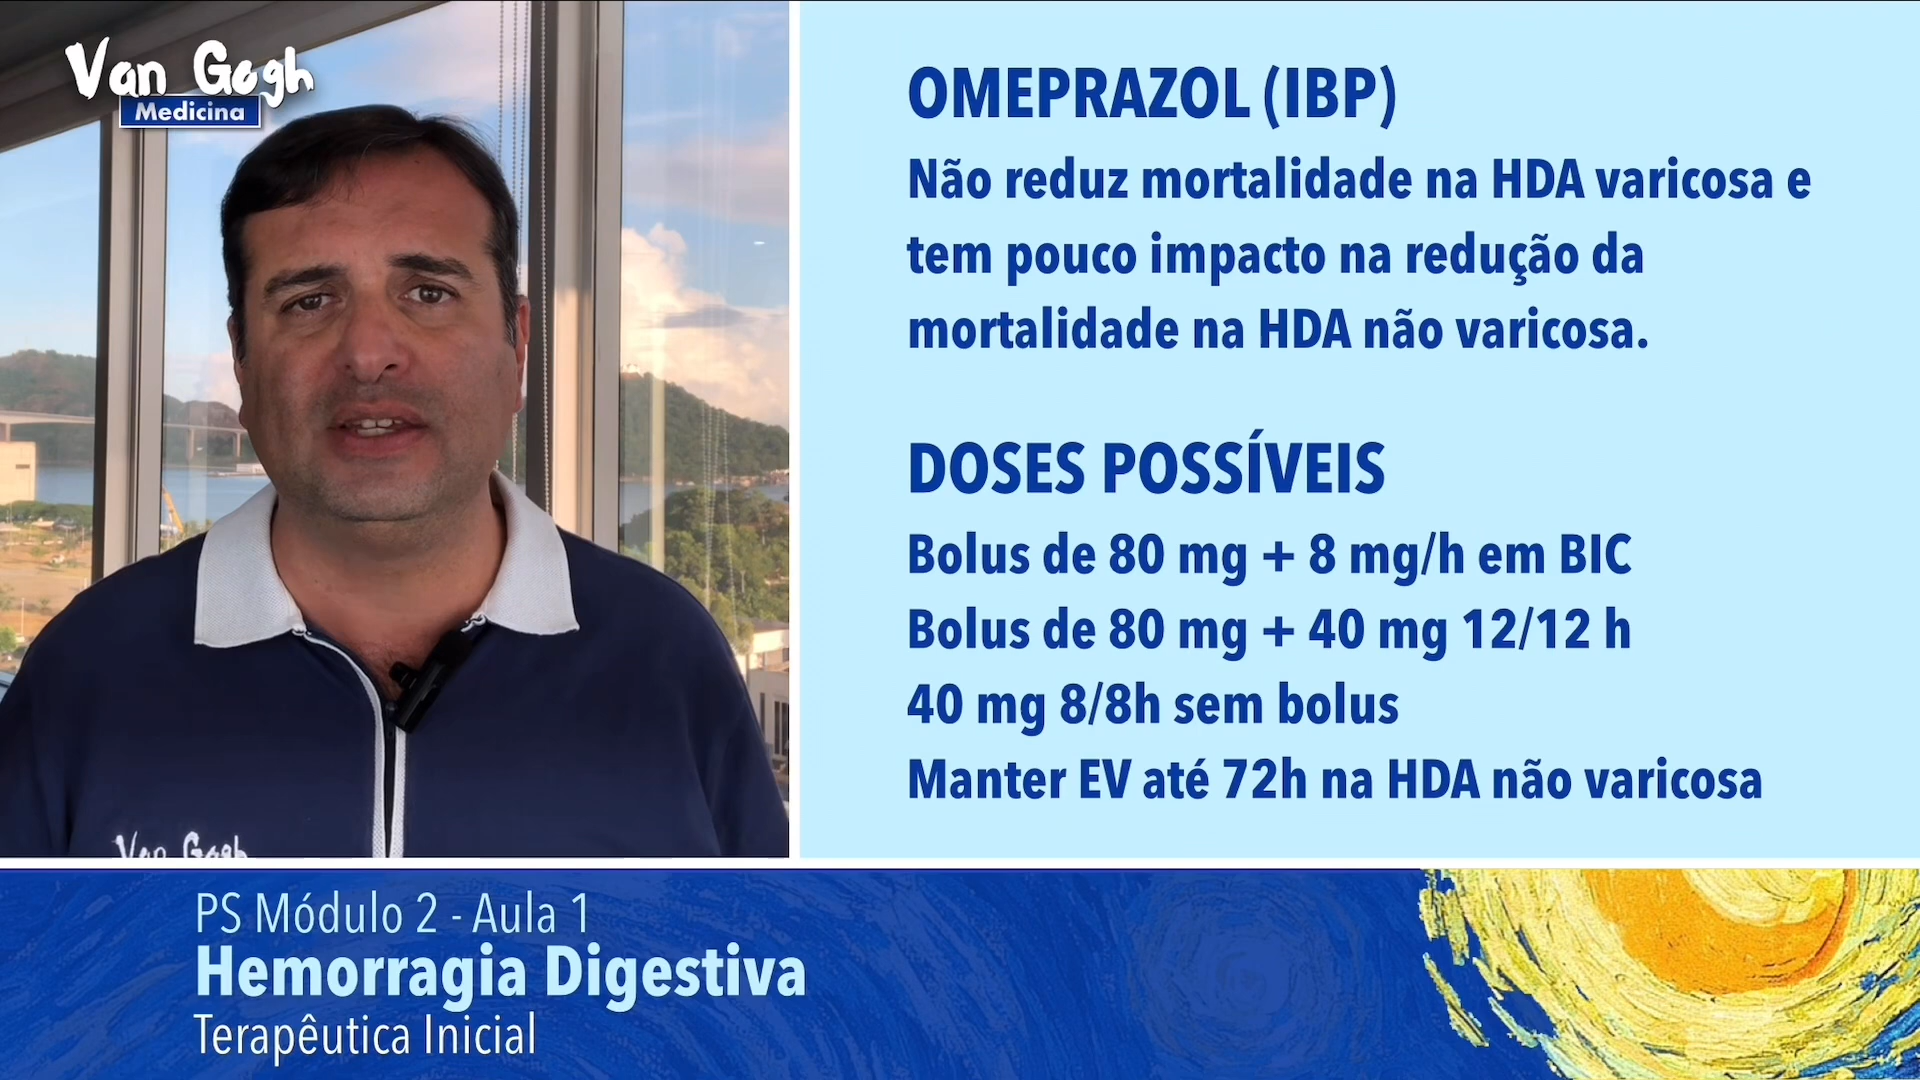 Van Gogh
Medicina
OMEPRAZOL (IBP)
Não reduz mortalidade na HDA varicosa e
tem pouco impacto na redução da
mortalidade na HDA não varicosa.
DOSES POSSÍVEIS
Bolus de 80 mg + 8 mg/h em BIC
Bolus de 80 mg + 40 mg 12/12 h
40 mg 8/8h sem bolus
Manter EV até 72h na HDA não varicosa
Van Gogh
PS Módulo 2 - Aula 1
Hemorragia Digestiva
Terapêutica Inicial